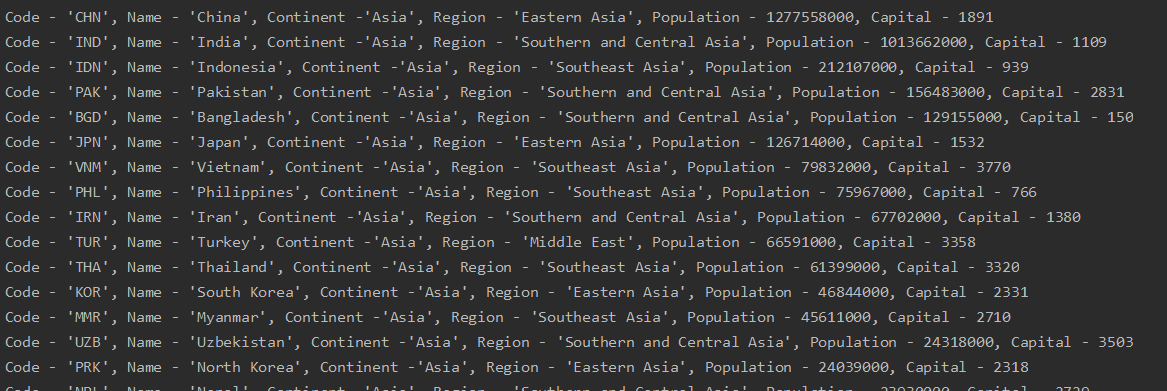 Code - 'CHN', Name - 'China', Continent -'Asia', Region - 'Eastern Asia', Population - 1277558000, Capital - 1891
Code - 'IND', Name - 'India', Continent -'Asia', Region - 'Southern and Central Asia', Population - 1013662000, Capital - 1109
Code - 'IDN', Name - 'Indonesia', Continent -'Asia', Region - 'Southeast Asia', Population - 212107000, Capital - 939
Code - 'PAK', Name - 'Pakistan', Continent -'Asia', Region - 'Southern and Central Asia', Population - 156483000, Capital - 2831
Code - 'BGD', Name - 'Bangladesh', Continent -'Asia', Region - 'Southern and Central Asia', Population - 129155000, Capital - 150
Code - 'JPN', Name - 'Japan', Continent -'Asia', Region - 'Eastern Asia', Population - 126714000, Capital - 1532
Code - 'VNM', Name - 'Vietnam', Continent -'Asia', Region - 'Southeast Asia', Population - 79832000, Capital - 3770
Code - 'PHL', Name - 'Philippines', Continent -'Asia', Region - 'Southeast Asia', Population - 75967000, Capital - 766
Code - 'IRN', Name - 'Iran', Continent -'Asia', Region - 'Southern and Central Asia', Population - 67702000, Capital - 1380
Code - 'TUR', Name - 'Turkey', Continent -'Asia', Region - 'Middle East', Population - 66591000, Capital - 3358
Code - 'THA', Name - 'Thailand', Continent -'Asia', Region - 'Southeast Asia', Population - 61399000, Capital - 3320
Code - 'KOR', Name - 'South Korea', Continent -'Asia', Region - 'Eastern Asia', Population - 46844000, Capital - 2331
Code - 'MMR', Name - 'Myanmar', Continent -'Asia', Region - 'Southeast Asia', Population - 45611000, Capital - 2710
Code - 'UZB', Name - 'Uzbekistan', Continent -'Asia', Region - 'Southern and Central Asia', Population - 24318000, Capital - 3503
Code - 'PRK', Name - 'North Korea', Continent -'Asia', Region - 'Eastern Asia', Population - 24039000, Capital - 2318